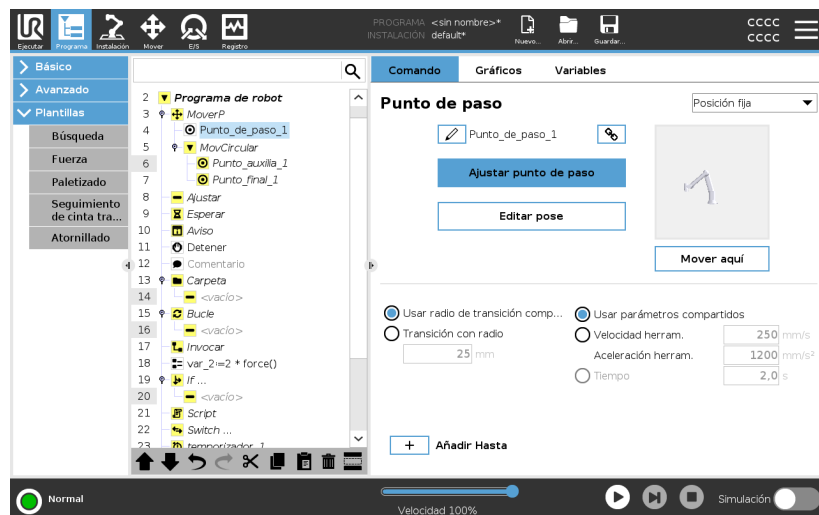 UR
PROGRAMA <sin nombre>*
INSTALACIÓN default*
CCCC
CCCC
Ejecutar Programa Instalación Mover E/S Registro
Nuevo... Abrir... Guardar...
Básico
Avanzado
Plantillas
Búsqueda
Fuerza
Paletizado
Seguimiento
de cinta tra...
Atornillado
2 Programa de robot
3 MoverP
4 Punto_de_paso_1
5 MovCircular
6 Punto_auxilia_1
7 Punto_final_1
8 Ajustar
9 Esperar
10 Aviso
11 Detener
12 Comentario
13 Carpeta
14 <vacío>
15 Bucle
16 <vacío>
17 Invocar
18 var_2≔2 * force()
19 If ...
20 <vacío>
21 Script
22 Switch ...
23 temporizador_1
Comando Gráficos Variables
Punto de paso
Posición fija
Punto_de_paso_1
Ajustar punto de paso
Editar pose
Mover aquí
Usar radio de transición comp...
Transición con radio
25 mm
Usar parámetros compartidos
Velocidad herram. 250 mm/s
Aceleración herram. 1200 mm/s²
Tiempo 2,0 s
+ Añadir Hasta
Normal
Velocidad 100%
Simulación